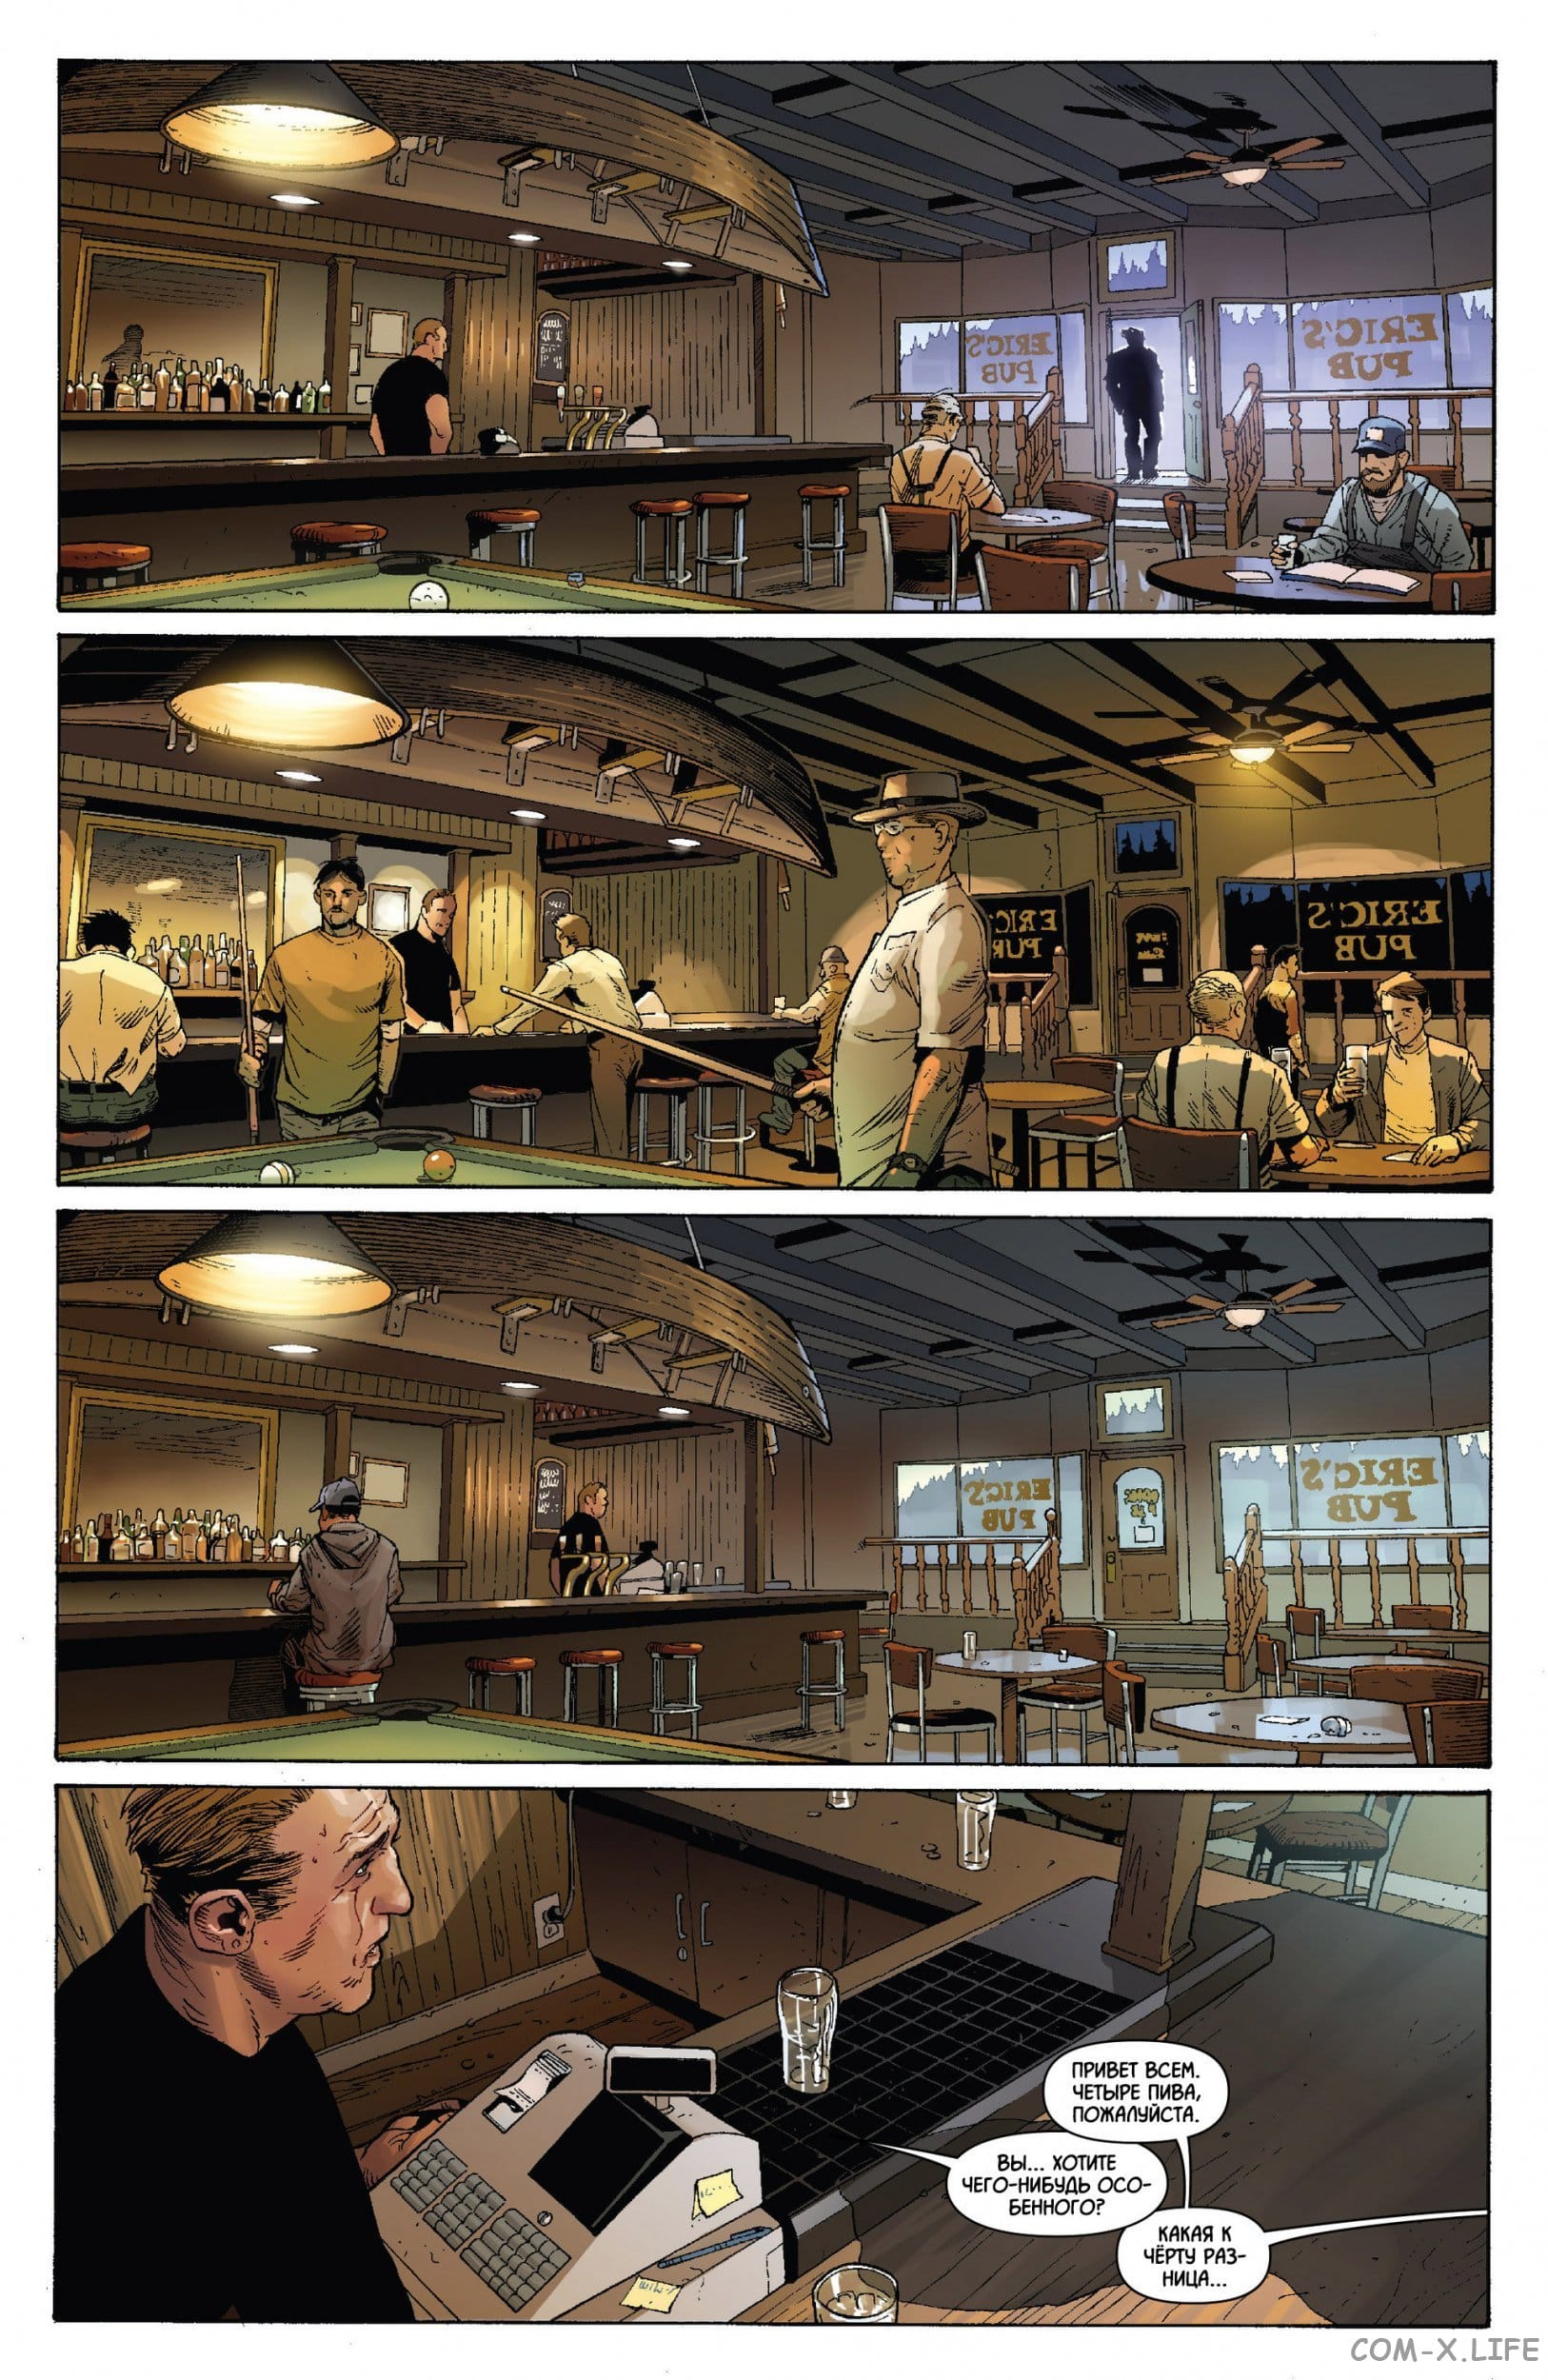 ERIC'S
PUB
ERIC'S
PUB
ERIC'S
PUB
ERIC'S
PUB
ERIC'S
PUB
ERIC'S
PUB
ПРИВЕТ ВСЕМ.
ЧЕТЫРЕ ПИВА,
ПОЖАЛУЙСТА.
ВЫ... ХОТИТЕ
ЧЕГО-НИБУДЬ ОСО-
БЕННОГО?
КАКАЯ К
ЧЁРТУ РАЗ-
НИЦА...
COM-X.LIFE